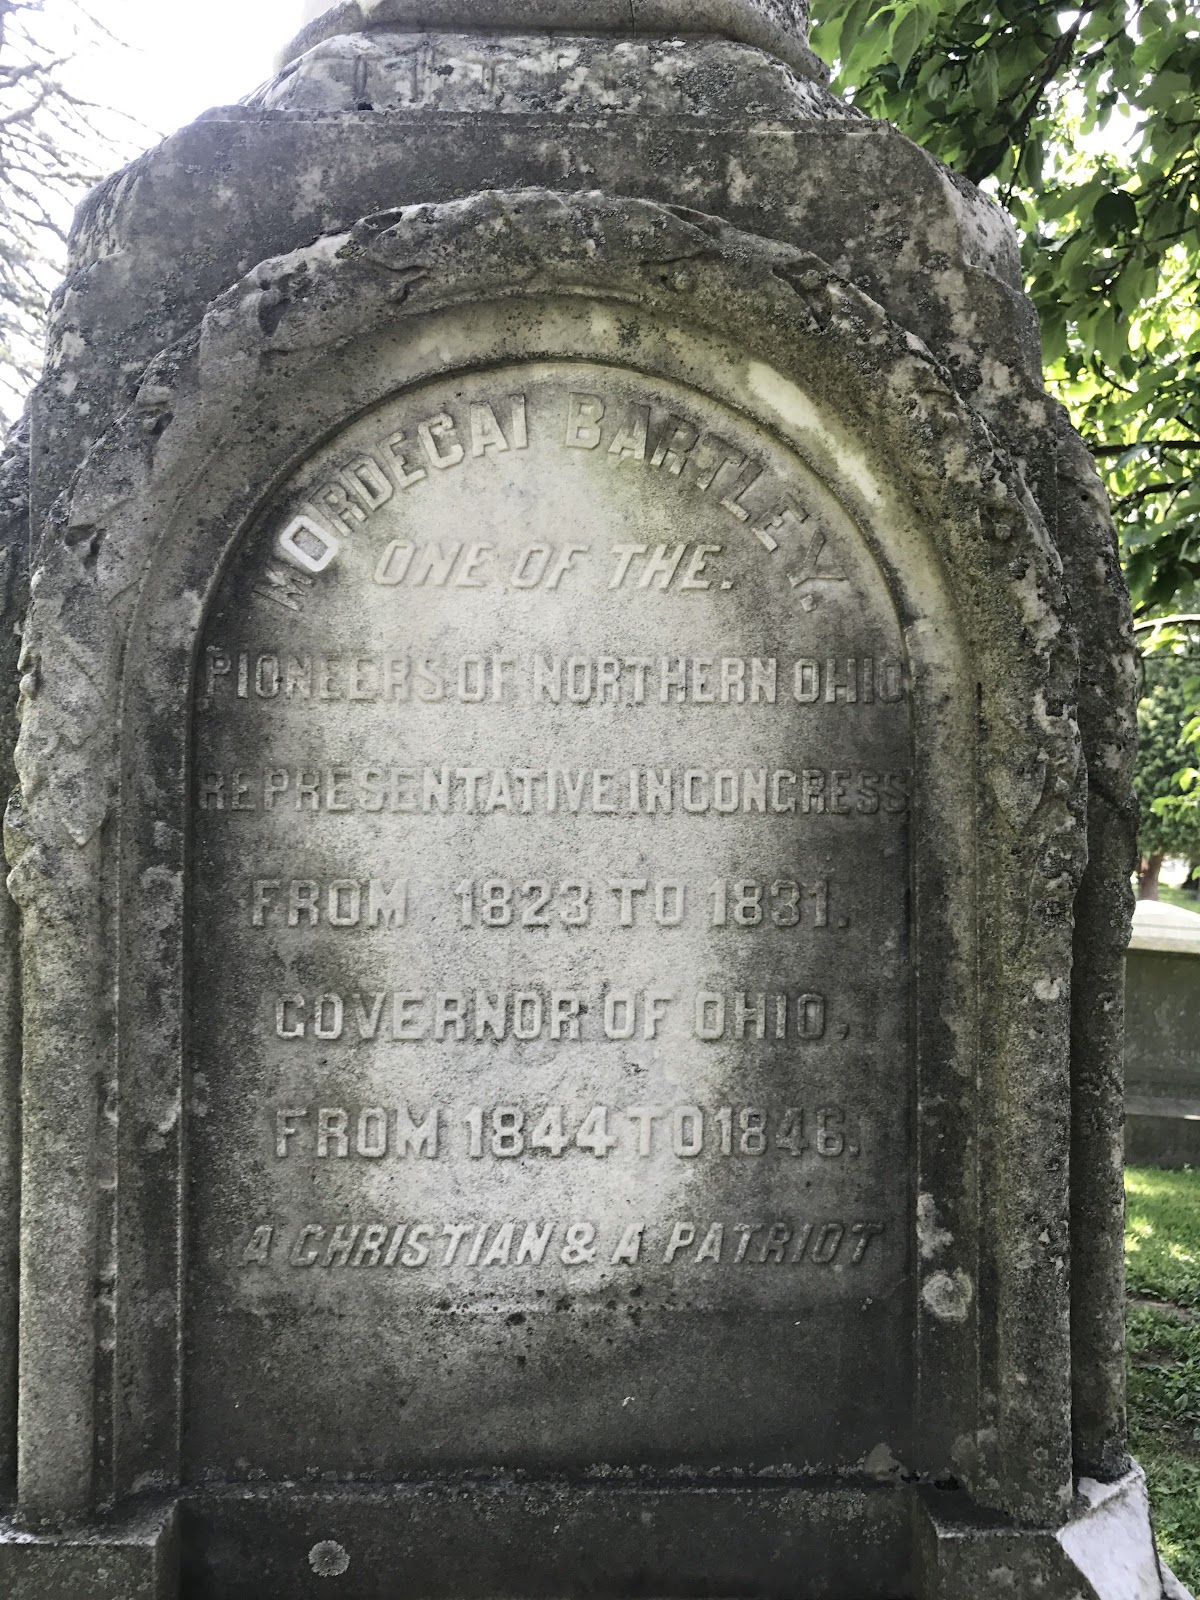 MORDECAI BARTLEY.
ONE OF THE.
PIONEERS OF NORTHERN OHIO
REPRESENTATIVE IN CONGRESS
FROM 1823 TO 1831.
GOVERNOR OF OHIO.
FROM 1844 TO 1846.
A CHRISTIAN & A PATRIOT